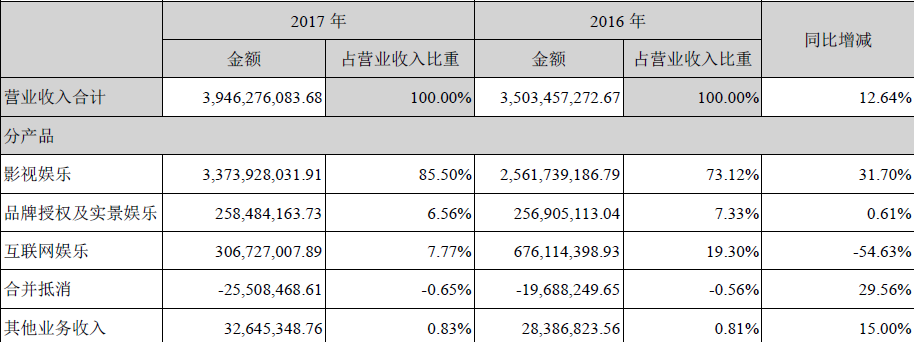 2017 年 2016 年 同比增减
金额 占营业收入比重 金额 占营业收入比重
营业收入合计 3,946,276,083.68 100.00% 3,503,457,272.67 100.00% 12.64%
分产品
影视娱乐 3,373,928,031.91 85.50% 2,561,739,186.79 73.12% 31.70%
品牌授权及实景娱乐 258,484,163.73 6.56% 256,905,113.04 7.33% 0.61%
互联网娱乐 306,727,007.89 7.77% 676,114,398.93 19.30% -54.63%
合并抵消 -25,508,468.61 -0.65% -19,688,249.65 -0.56% 29.56%
其他业务收入 32,645,348.76 0.83% 28,386,823.56 0.81% 15.00%